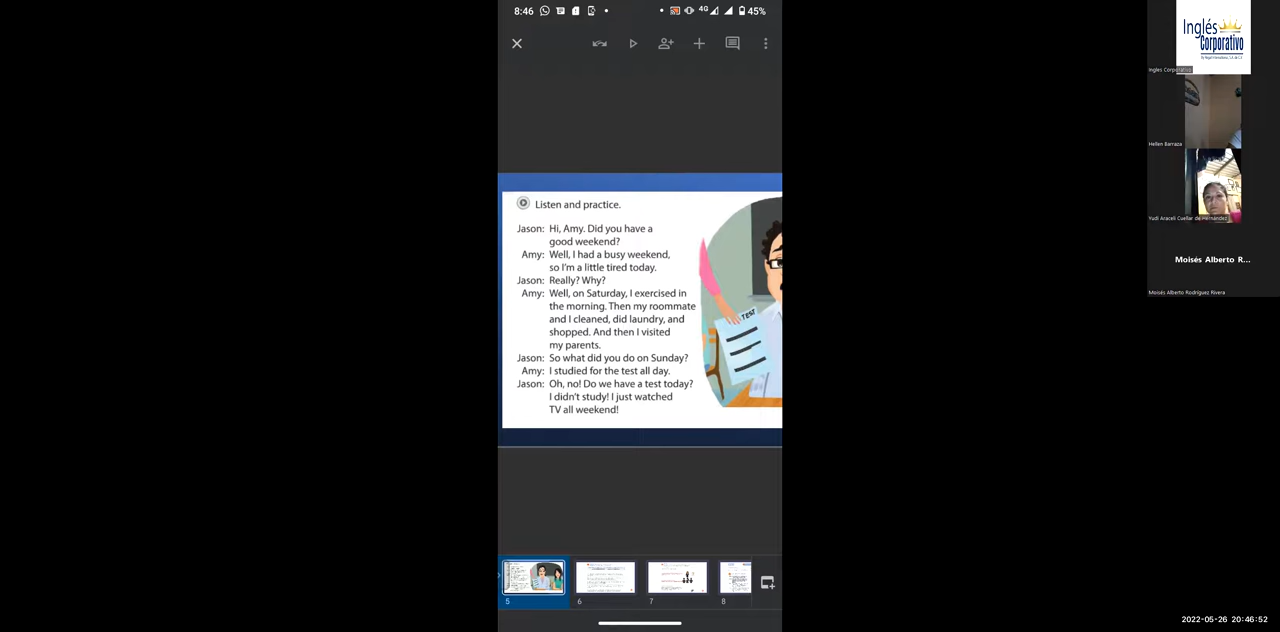 8:46
4G
45%
Listen and practice.
Jason: Hi, Amy. Did you have a
good weekend?
Amy: Well, I had a busy weekend,
so I'm a little tired today.
Jason: Really? Why?
Amy: Well, on Saturday, I exercised in
the morning. Then my roommate
and I cleaned, did laundry, and
shopped. And then I visited
my parents.
Jason: So what did you do on Sunday?
Amy: I studied for the test all day.
Jason: Oh, no! Do we have a test today?
I didn't study! I just watched
TV all weekend!
TEST
5
6
7
8
Inglés
Corporativo
Ingles Corporativo
Hellen Barraza
Yudi Araceli Cuellar de Hernández
Moisés Alberto R...
Moisés Alberto Rodríguez Rivera
2022-05-26 20:46:52